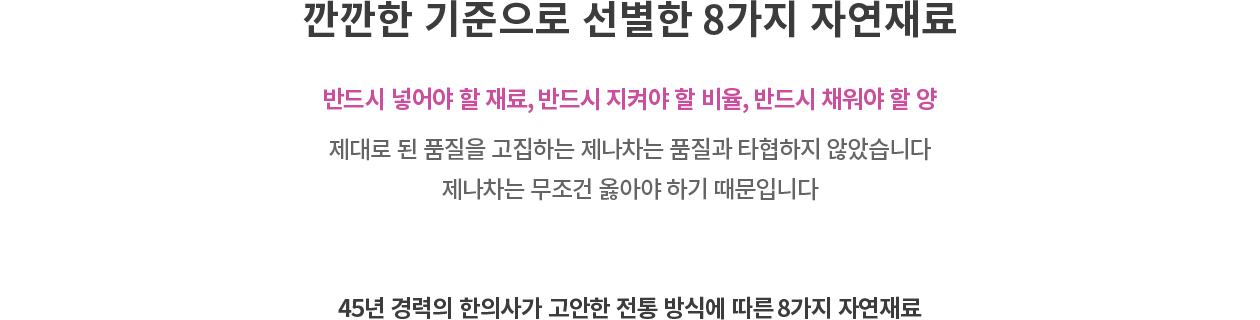 깐깐한 기준으로 선별한 8가지 자연재료
반드시 넣어야 할 재료, 반드시 지켜야 할 비율, 반드시 채워야 할 양
제대로 된 품질을 고집하는 제나차는 품질과 타협하지 않았습니다
제나차는 무조건 옳아야 하기 때문입니다
45년 경력의 한의사가 고안한 전통 방식에 따른 8가지 자연재료